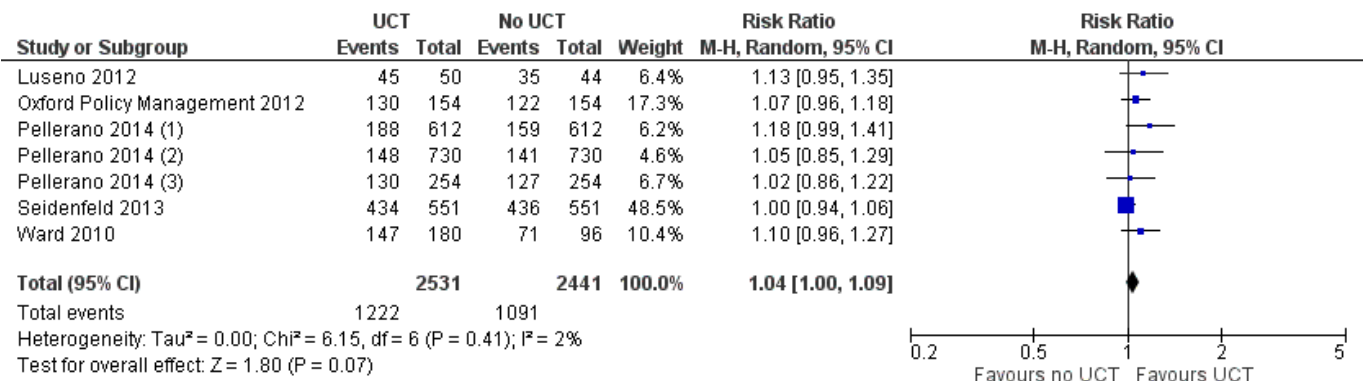 UCT No UCT Risk Ratio Risk Ratio
Study or Subgroup Events Total Events Total Weight M-H, Random, 95% CI M-H, Random, 95% CI
Luseno 2012 45 50 35 44 6.4% 1.13 [0.95, 1.35]
Oxford Policy Management 2012 130 154 122 154 17.3% 1.07 [0.96, 1.18]
Pellerano 2014 (1) 188 612 159 612 6.2% 1.18 [0.99, 1.41]
Pellerano 2014 (2) 148 730 141 730 4.6% 1.05 [0.85, 1.29]
Pellerano 2014 (3) 130 254 127 254 6.7% 1.02 [0.86, 1.22]
Seidenfeld 2013 434 551 436 551 48.5% 1.00 [0.94, 1.06]
Ward 2010 147 180 71 96 10.4% 1.10 [0.96, 1.27]
Total (95% CI) 2531 2441 100.0% 1.04 [1.00, 1.09]
Total events 1222 1091
Heterogeneity: Tau² = 0.00; Chi² = 6.15, df = 6 (P = 0.41); I² = 2%
Test for overall effect: Z = 1.80 (P = 0.07)
0.2 0.5 1 2 5
Favours no UCT Favours UCT